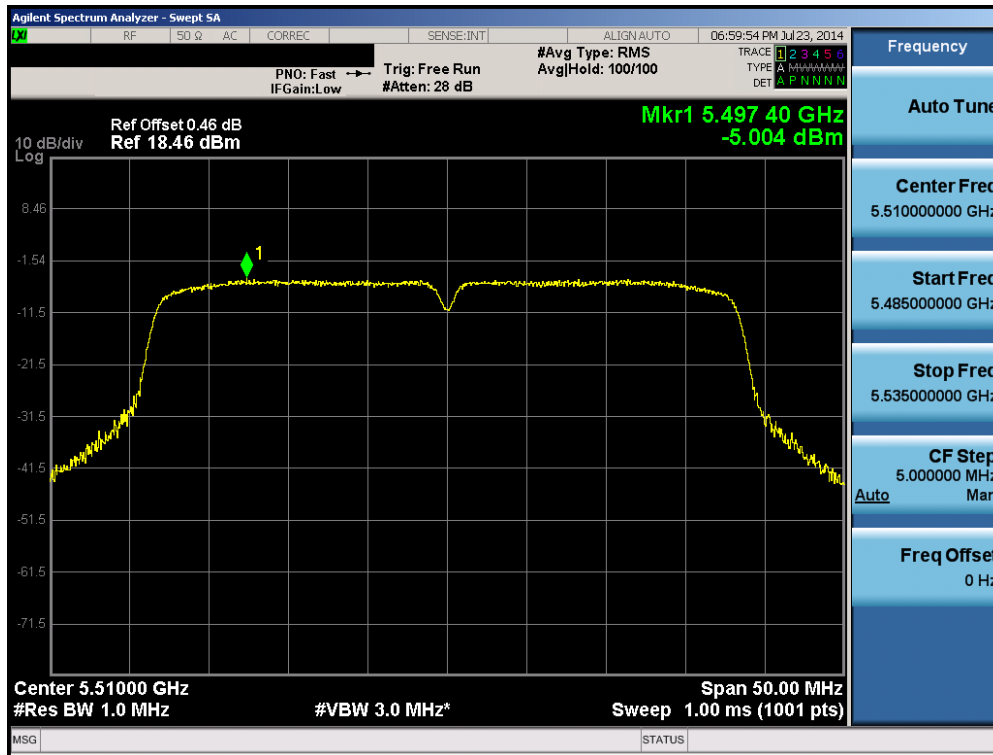 Agilent Spectrum Analyzer - Swept SA
LXI RF 50 Ω AC CORREC SENSE:INT ALIGNAUTO 06:59:54 PM Jul 23, 2014
PNO: Fast
IFGain:Low
Trig: Free Run
#Atten: 28 dB
#Avg Type: RMS
Avg|Hold: 100/100
TRACE 1 2 3 4 5 6
TYPE A M
DET A P N N N N
Mkr1 5.497 40 GHz
-5.004 dBm
10 dB/div
Log
Ref Offset 0.46 dB
Ref 18.46 dBm
8.46
-1.54
-11.5
-21.5
-31.5
-41.5
-51.5
-61.5
-71.5
1
Center 5.51000 GHz
Span 50.00 MHz
#Res BW 1.0 MHz
#VBW 3.0 MHz*
Sweep 1.00 ms (1001 pts)
MSG
STATUS
Frequency
Auto Tune
Center Freq
5.510000000 GHz
Start Freq
5.485000000 GHz
Stop Freq
5.535000000 GHz
CF Step
5.000000 MHz
Auto Man
Freq Offset
0 Hz